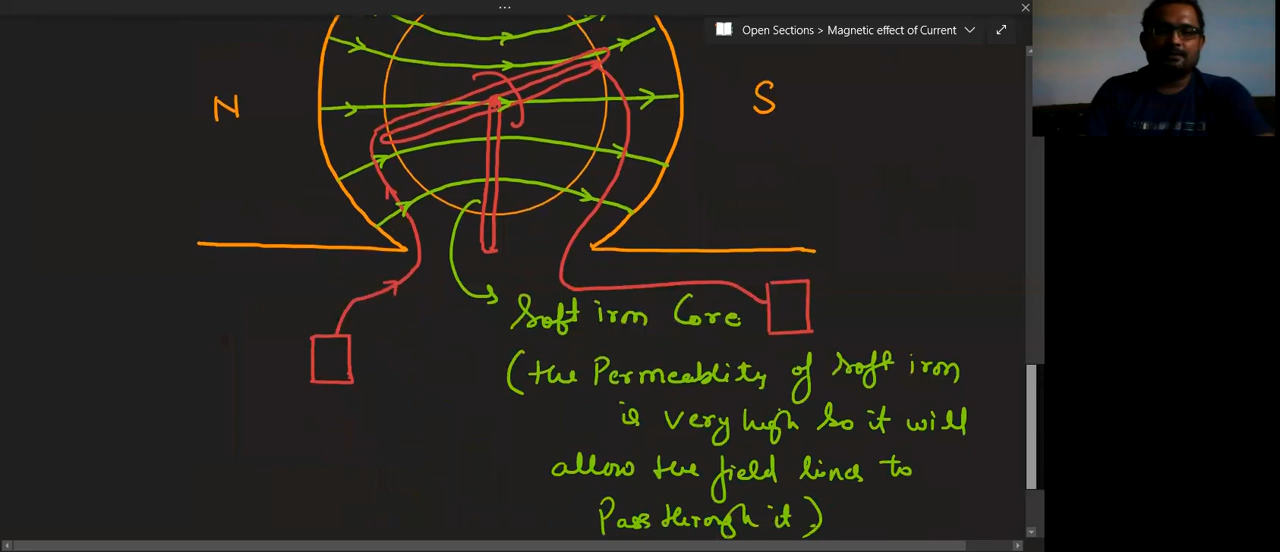 Open Sections > Magnetic effect of Current
N
S
Soft iron Core
(the Permeablity of soft iron
is very high so it will
allow the field lines to
Pass through it)